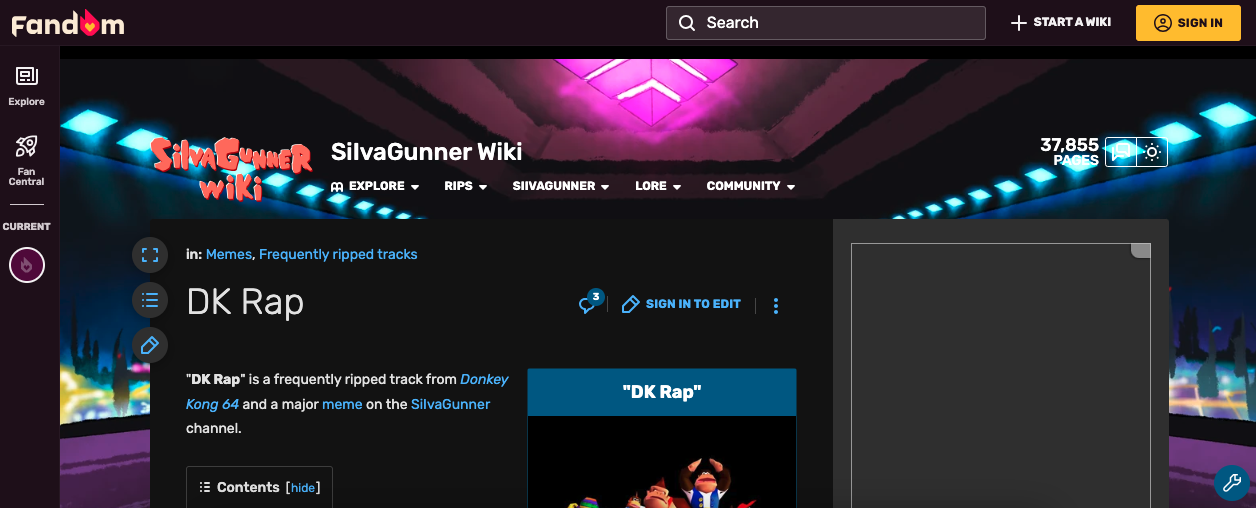 Fandom
Search
START A WIKI
SIGN IN
Explore
Fan
Central
CURRENT
SiIvaGunner
wiki
SiIvaGunner Wiki
37,855
PAGES
EXPLORE
RIPS
SIIVAGUNNER
LORE
COMMUNITY
in: Memes, Frequently ripped tracks
DK Rap
3
SIGN IN TO EDIT
"DK Rap" is a frequently ripped track from Donkey
Kong 64 and a major meme on the SiIvaGunner
channel.
"DK Rap"
Contents [hide]